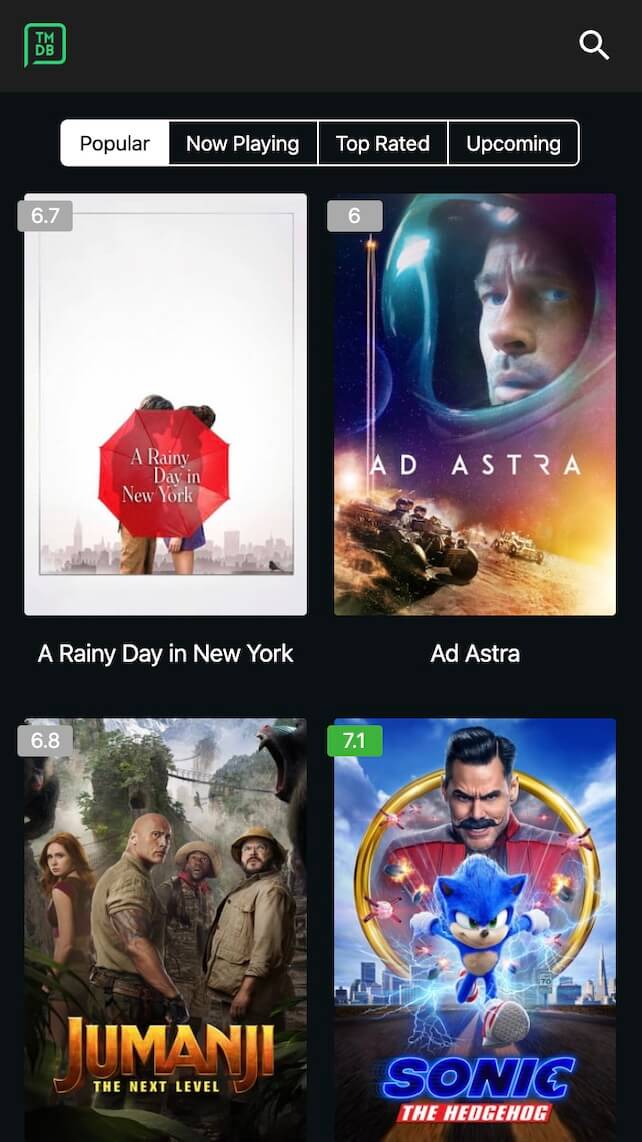 TM
DB
Popular
Now Playing
Top Rated
Upcoming
6.7
6
A Rainy
Day in
New York
AD ASTRA
A Rainy Day in New York
Ad Astra
6.8
7.1
JUMANJI
THE NEXT LEVEL
70
SONIC
THE HEDGEHOG